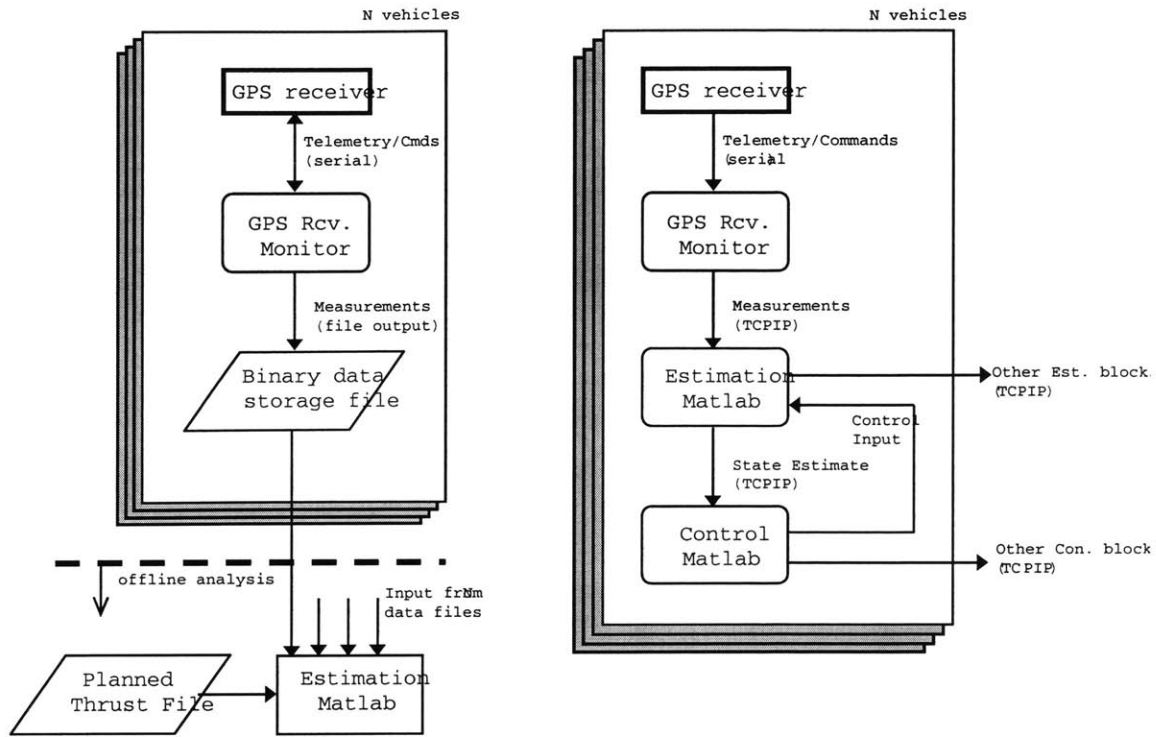 N vehicles
GPS receiver
Telemetry/Cmds
(serial)
GPS Rcv.
Monitor
Measurements
(file output)
Binary data
storage file
offline analysis
Input from N
data files
Planned
Thrust File
Estimation
Matlab
N vehicles
GPS receiver
Telemetry/Commands
(serial)
GPS Rcv.
Monitor
Measurements
(TCPIP)
Estimation
Matlab
Other Est. block
(TCPIP)
Control
Input
State Estimate
(TCPIP)
Control
Matlab
Other Con. block
(TCPIP)